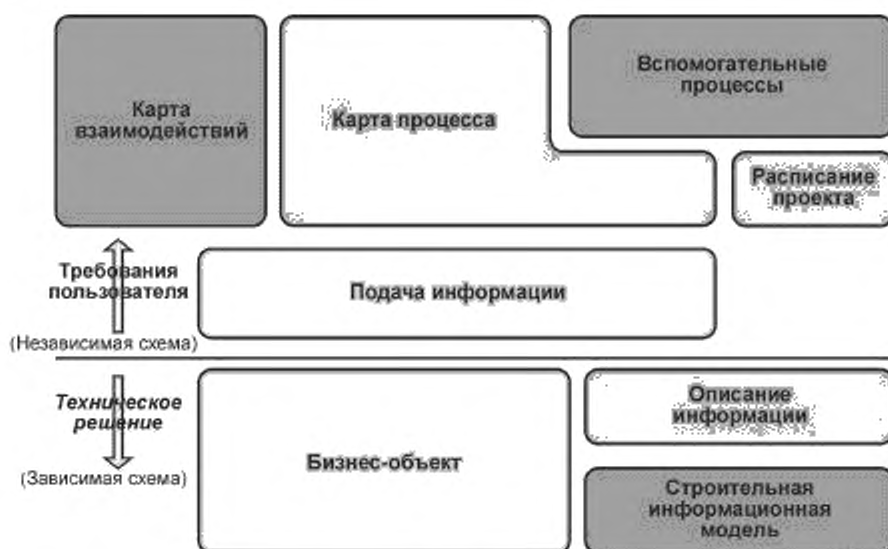 Карта
взаимодействий
Карта процесса
Вспомогательные
процессы
Расписание
проекта
Требования
пользователя
(Независимая схема)
Подача информации
Техническое
решение
(Зависимая схема)
Бизнес-объект
Описание
информации
Строительная
информационная
модель